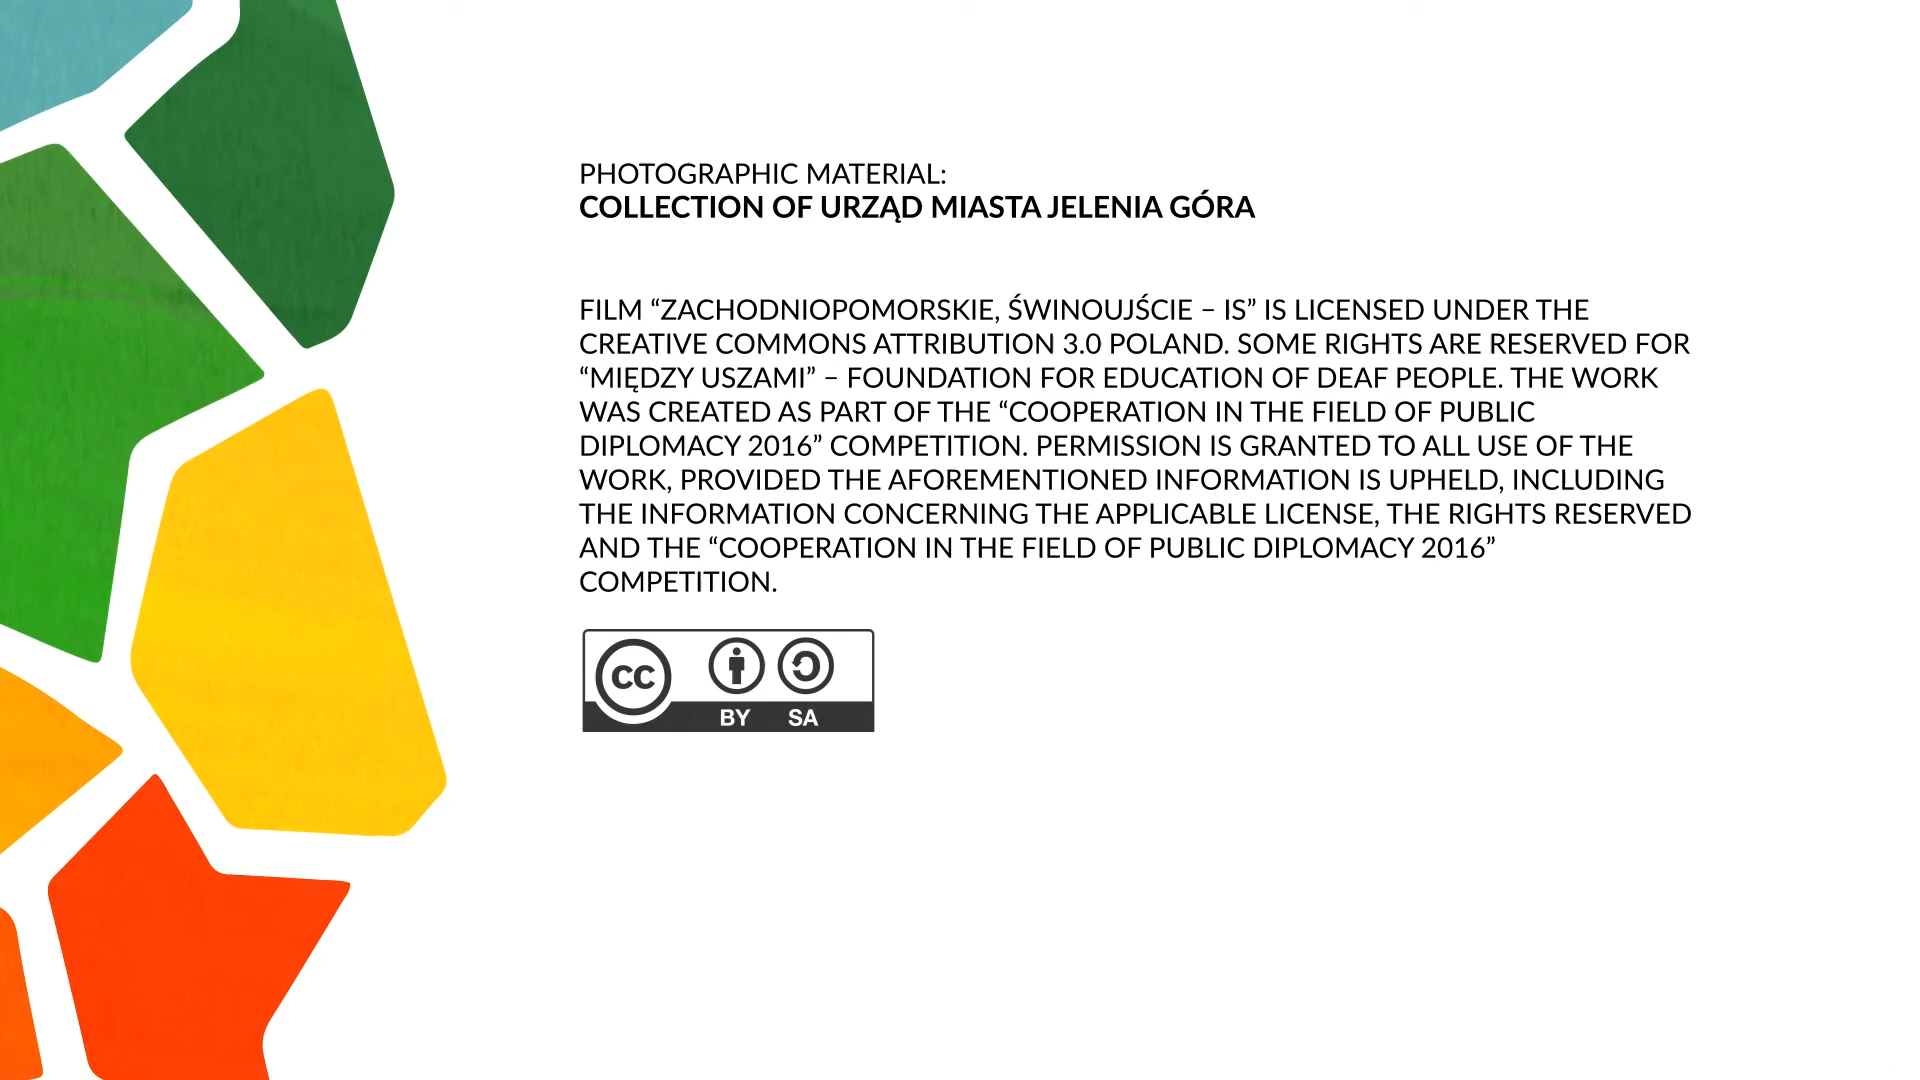 PHOTOGRAPHIC MATERIAL:
COLLECTION OF URZĄD MIASTA JELENIA GÓRA
FILM “ZACHODNIOPOMORSKIE, ŚWINOUJŚCIE – IS” IS LICENSED UNDER THE
CREATIVE COMMONS ATTRIBUTION 3.0 POLAND. SOME RIGHTS ARE RESERVED FOR
“MIĘDZY USZAMI” – FOUNDATION FOR EDUCATION OF DEAF PEOPLE. THE WORK
WAS CREATED AS PART OF THE “COOPERATION IN THE FIELD OF PUBLIC
DIPLOMACY 2016” COMPETITION. PERMISSION IS GRANTED TO ALL USE OF THE
WORK, PROVIDED THE AFOREMENTIONED INFORMATION IS UPHELD, INCLUDING
THE INFORMATION CONCERNING THE APPLICABLE LICENSE, THE RIGHTS RESERVED
AND THE “COOPERATION IN THE FIELD OF PUBLIC DIPLOMACY 2016”
COMPETITION.
CC
BY SA